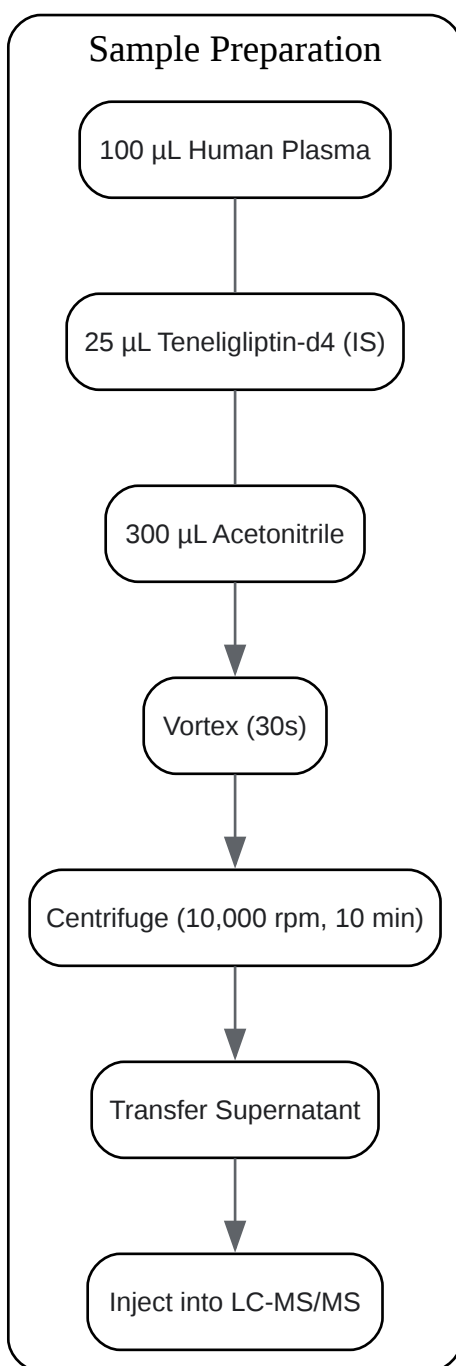 Sample Preparation
100 µL Human Plasma
25 µL Teneligliptin-d4 (IS)
300 µL Acetonitrile
Vortex (30s)
Centrifuge (10,000 rpm, 10 min)
Transfer Supernatant
Inject into LC-MS/MS